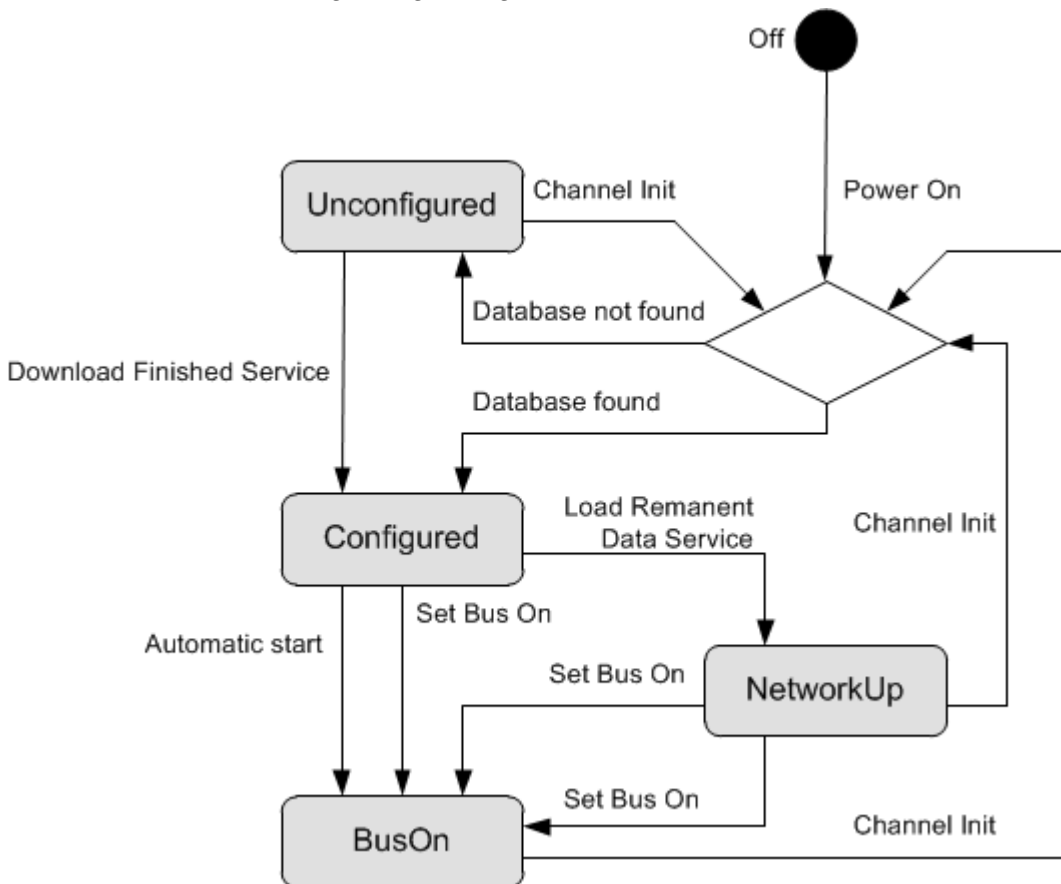 Off
Power On
Unconfigured
Channel Init
Database not found
Download Finished Service
Database found
Configured
Load Remanent
Data Service
Channel Init
Set Bus On
Automatic start
Set Bus On
NetworkUp
Set Bus On
BusOn
Channel Init